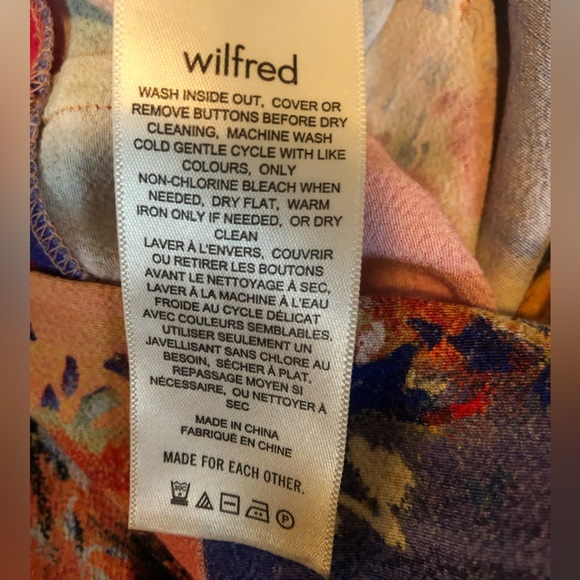 wilfred
WASH INSIDE OUT, COVER OR
REMOVE BUTTONS BEFORE DRY
CLEANING, MACHINE WASH
COLD GENTLE CYCLE WITH LIKE
COLOURS, ONLY
NON-CHLORINE BLEACH WHEN
NEEDED, DRY FLAT, WARM
IRON ONLY IF NEEDED, OR DRY
CLEAN
LAVER À L'ENVERS, COUVRIR
OU RETIRER LES BOUTONS
AVANT LE NETTOYAGE À SEC,
LAVER À LA MACHINE À L'EAU
FROIDE AU CYCLE DÉLICAT
AVEC COULEURS SEMBLABLES,
UTILISER SEULEMENT UN
JAVELLISANT SANS CHLORE AU
BESOIN, SÉCHER À PLAT,
REPASSAGE MOYEN SI
NÉCESSAIRE, OU NETTOYER À
SEC
MADE IN CHINA
FABRIQUÉ EN CHINE
MADE FOR EACH OTHER.
30C P